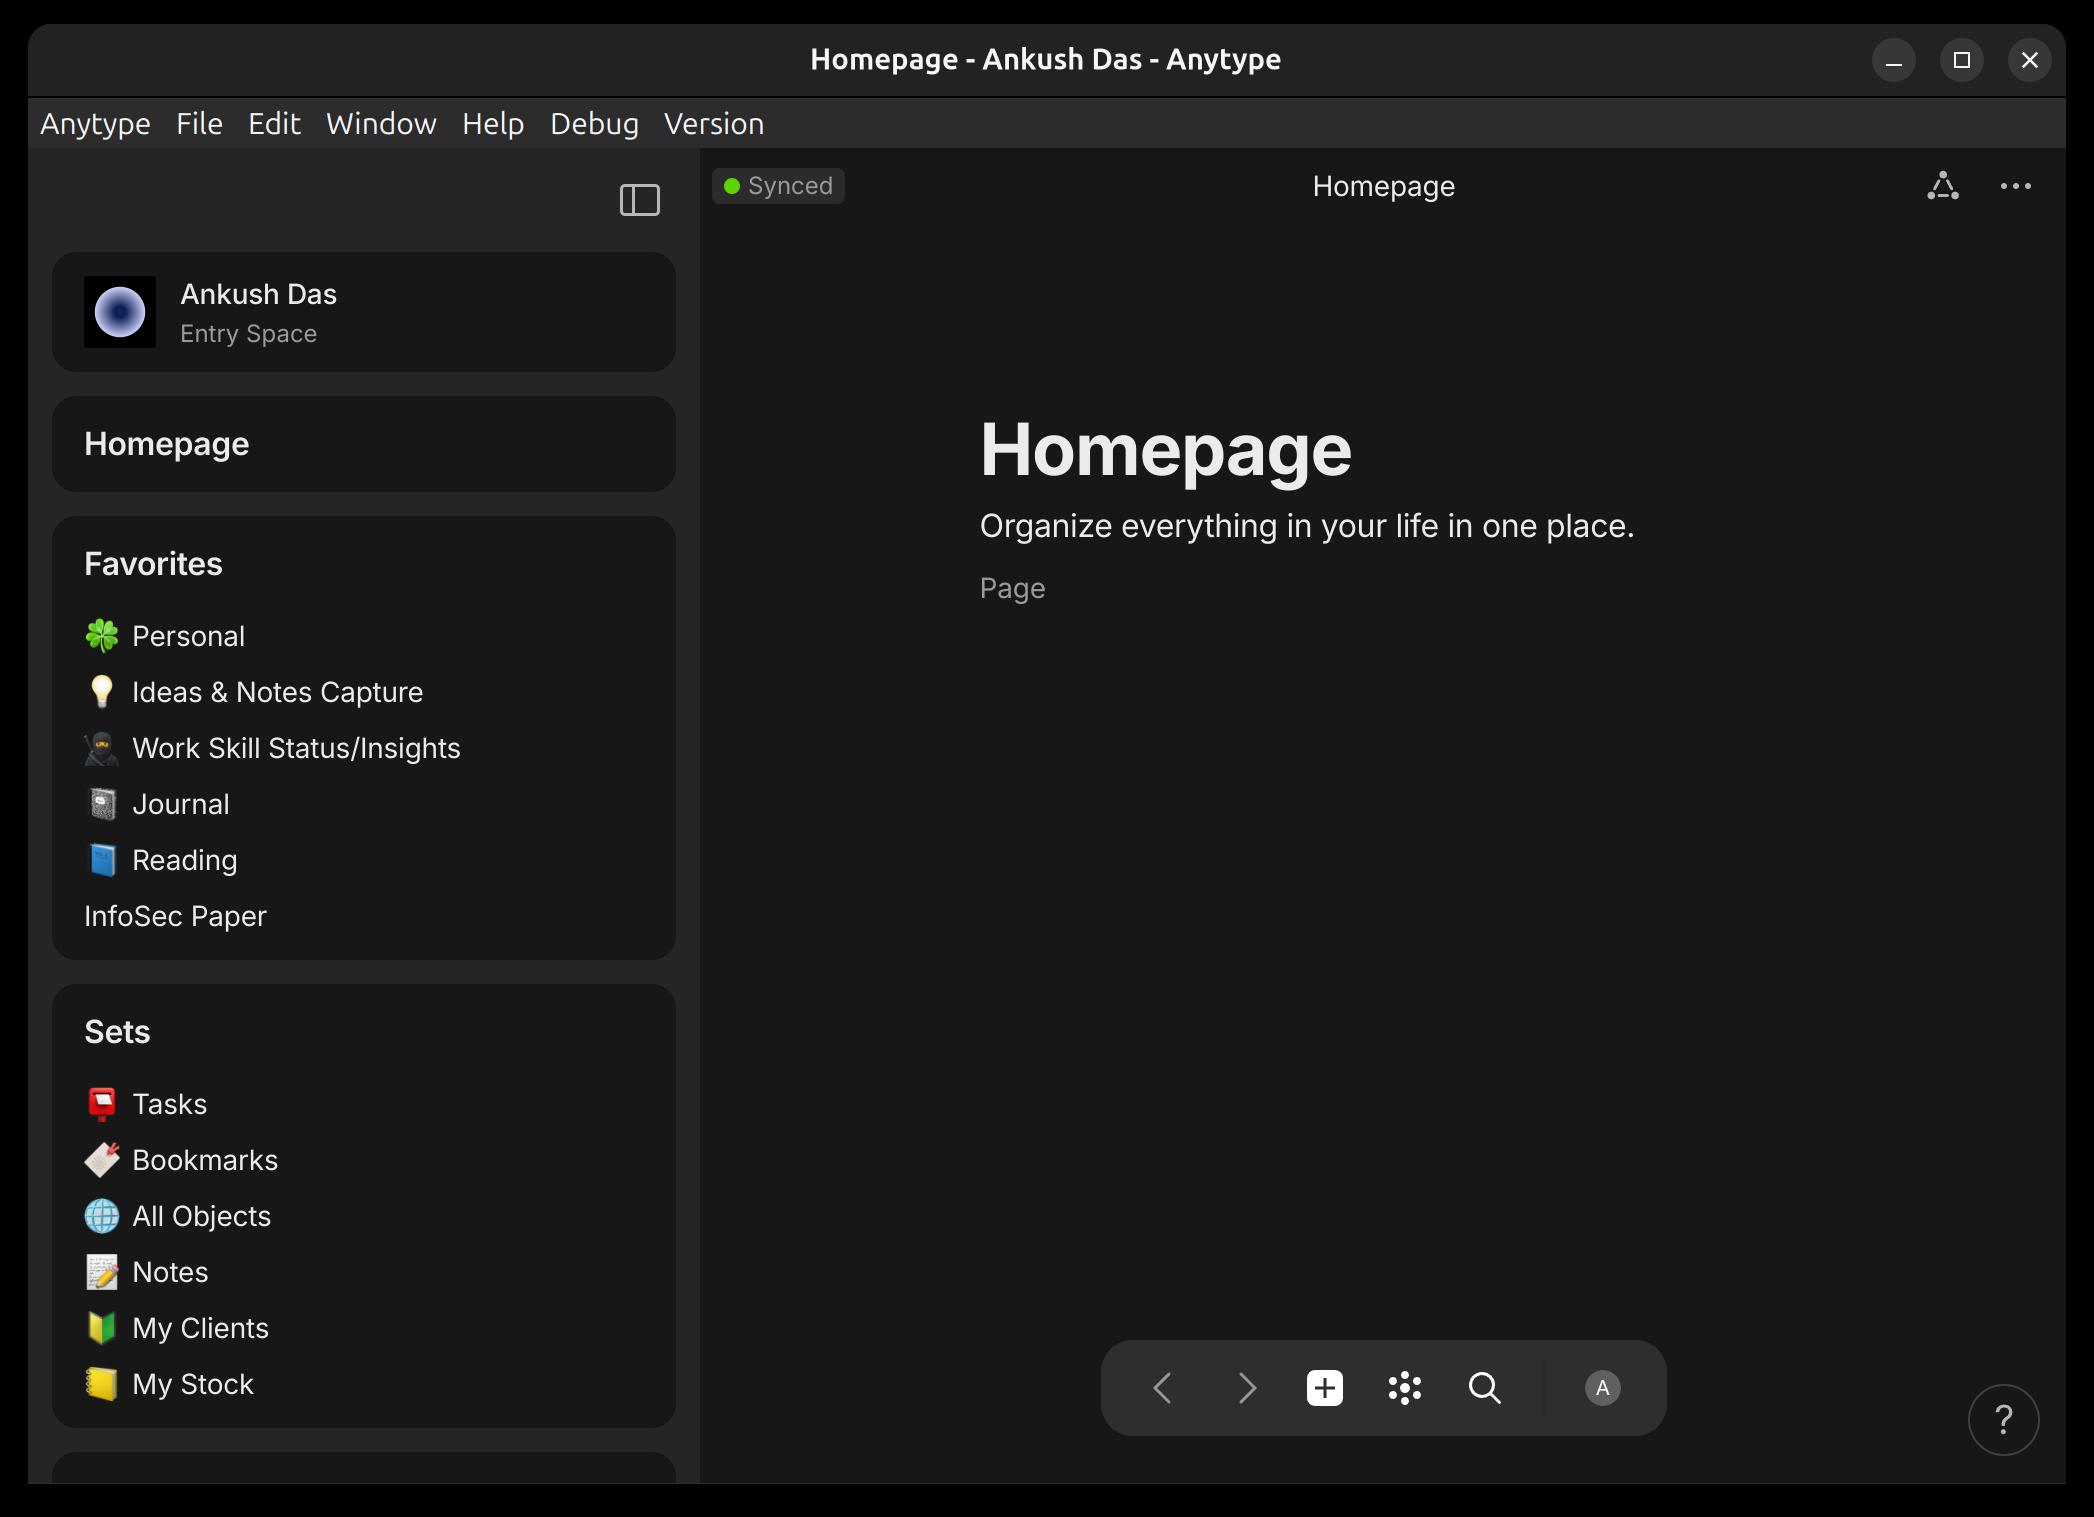 Homepage - Ankush Das - Anytype
Anytype File Edit Window Help Debug Version
Synced
Homepage
Ankush Das
Entry Space
Homepage
Favorites
Personal
Ideas & Notes Capture
Work Skill Status/Insights
Journal
Reading
InfoSec Paper
Sets
Tasks
Bookmarks
All Objects
Notes
My Clients
My Stock
Homepage
Organize everything in your life in one place.
Page
A
?